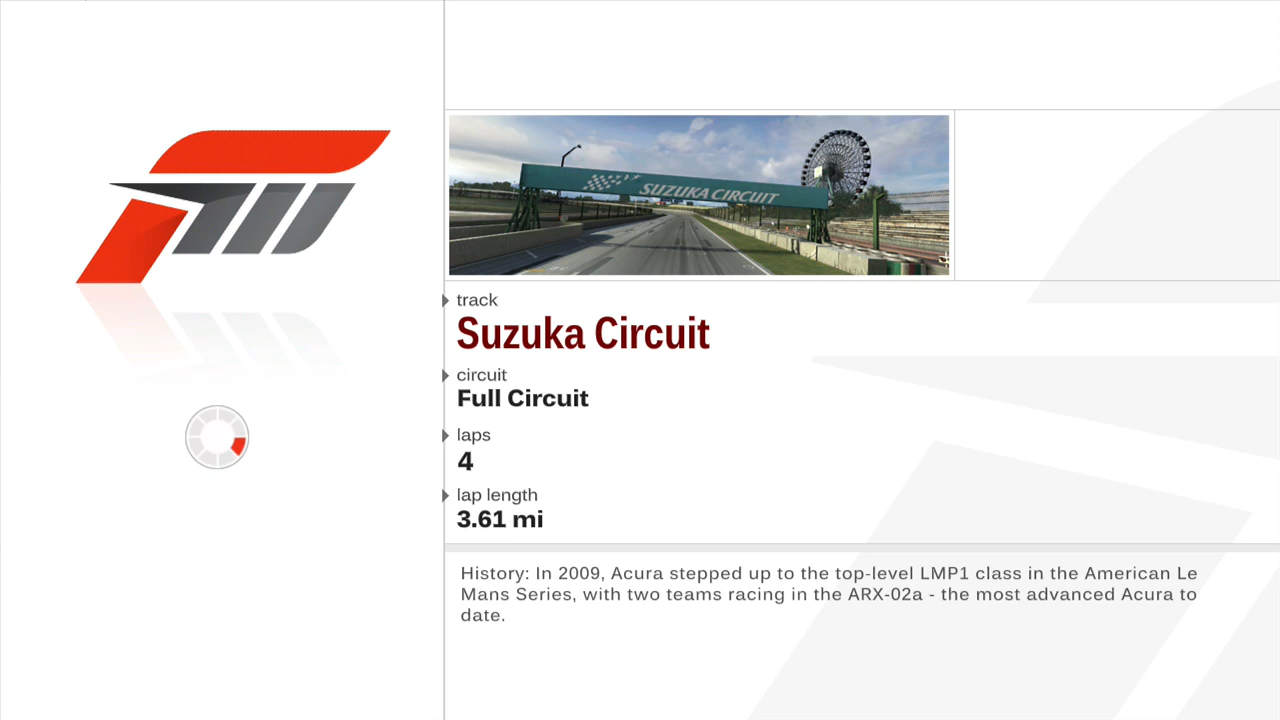 SUZUKA CIRCUIT
track
Suzuka Circuit
circuit
Full Circuit
laps
4
lap length
3.61 mi
History: In 2009, Acura stepped up to the top-level LMP1 class in the American Le
Mans Series, with two teams racing in the ARX-02a - the most advanced Acura to
date.